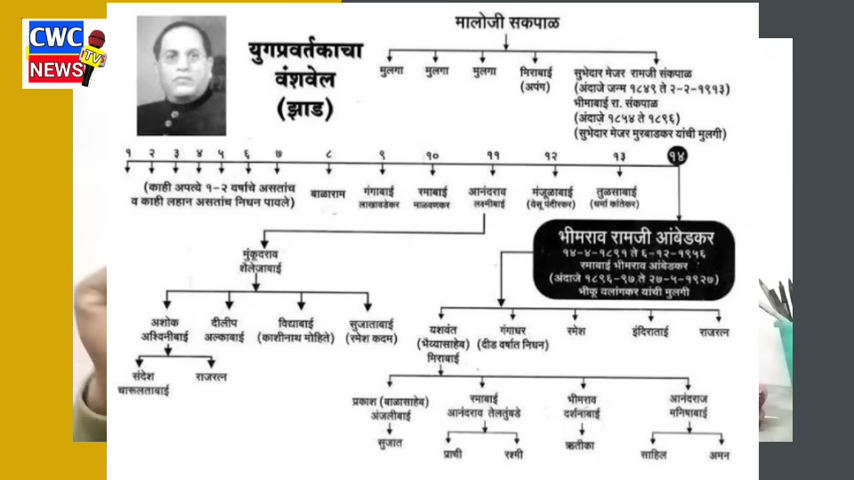 CWC
iTVs
NEWS
युगप्रवर्तकाचा
वंशवेल
(झाड)
मालोजी सकपाळ
मुलगा मुलगा मुलगा मिराबाई
(अपंग)
सुभेदार मेजर रामजी संकपाळ
(अंदाजे जन्म १८४९ ते २-२-१९१३)
भीमाबाई रा. संकपाळ
(अंदाजे १८५४ ते १८९६)
(सुभेदार मेजर मुरबाडकर यांची मुलगी)
१ २ ३ ४ ५ ६ ७ ८ ९ १० ११ १२ १३ १४
(काही अपत्ये १-२ वर्षाचे असतांच
व काही लहान असतांच निधन पावले)
बाळाराम
गंगाबाई
लाखावडेकर
रमाबाई
माळवणकर
आनंदराव
लक्ष्मीबाई
मंजूळाबाई
(येसू पंदीरकर)
तुळसाबाई
(धर्मा कांतेकर)
भीमराव रामजी आंबेडकर
१४-४-१८९१ ते ६-१२-१९५६
रमाबाई भीमराव आंबेडकर
(अंदाजे १८९६-९७ ते २७-५-१९२७)
भीकू वलांगकर यांची मुलगी
मुंकूदराव
शैलेजाबाई
अशोक
अश्विनीबाई
दीलीप
अल्काबाई
विद्याबाई
(काशीनाथ मोहिते)
सुजाताबाई
(रमेश कदम)
संदेश
चारूलताबाई
राजरत्न
यशवंत
(भैय्यासाहेब)
मिराबाई
गंगाधर
(दीड वर्षात निधन)
रमेश
इंदिराताई
राजरत्न
प्रकाश (बाळासाहेब)
अंजलीबाई
रमाबाई
आनंदराव तेलतुंबडे
भीमराव
दर्शनाबाई
आनंदराज
मनिषाबाई
सुजात
प्राची रश्मी
ऋतीका
साहिल अमन